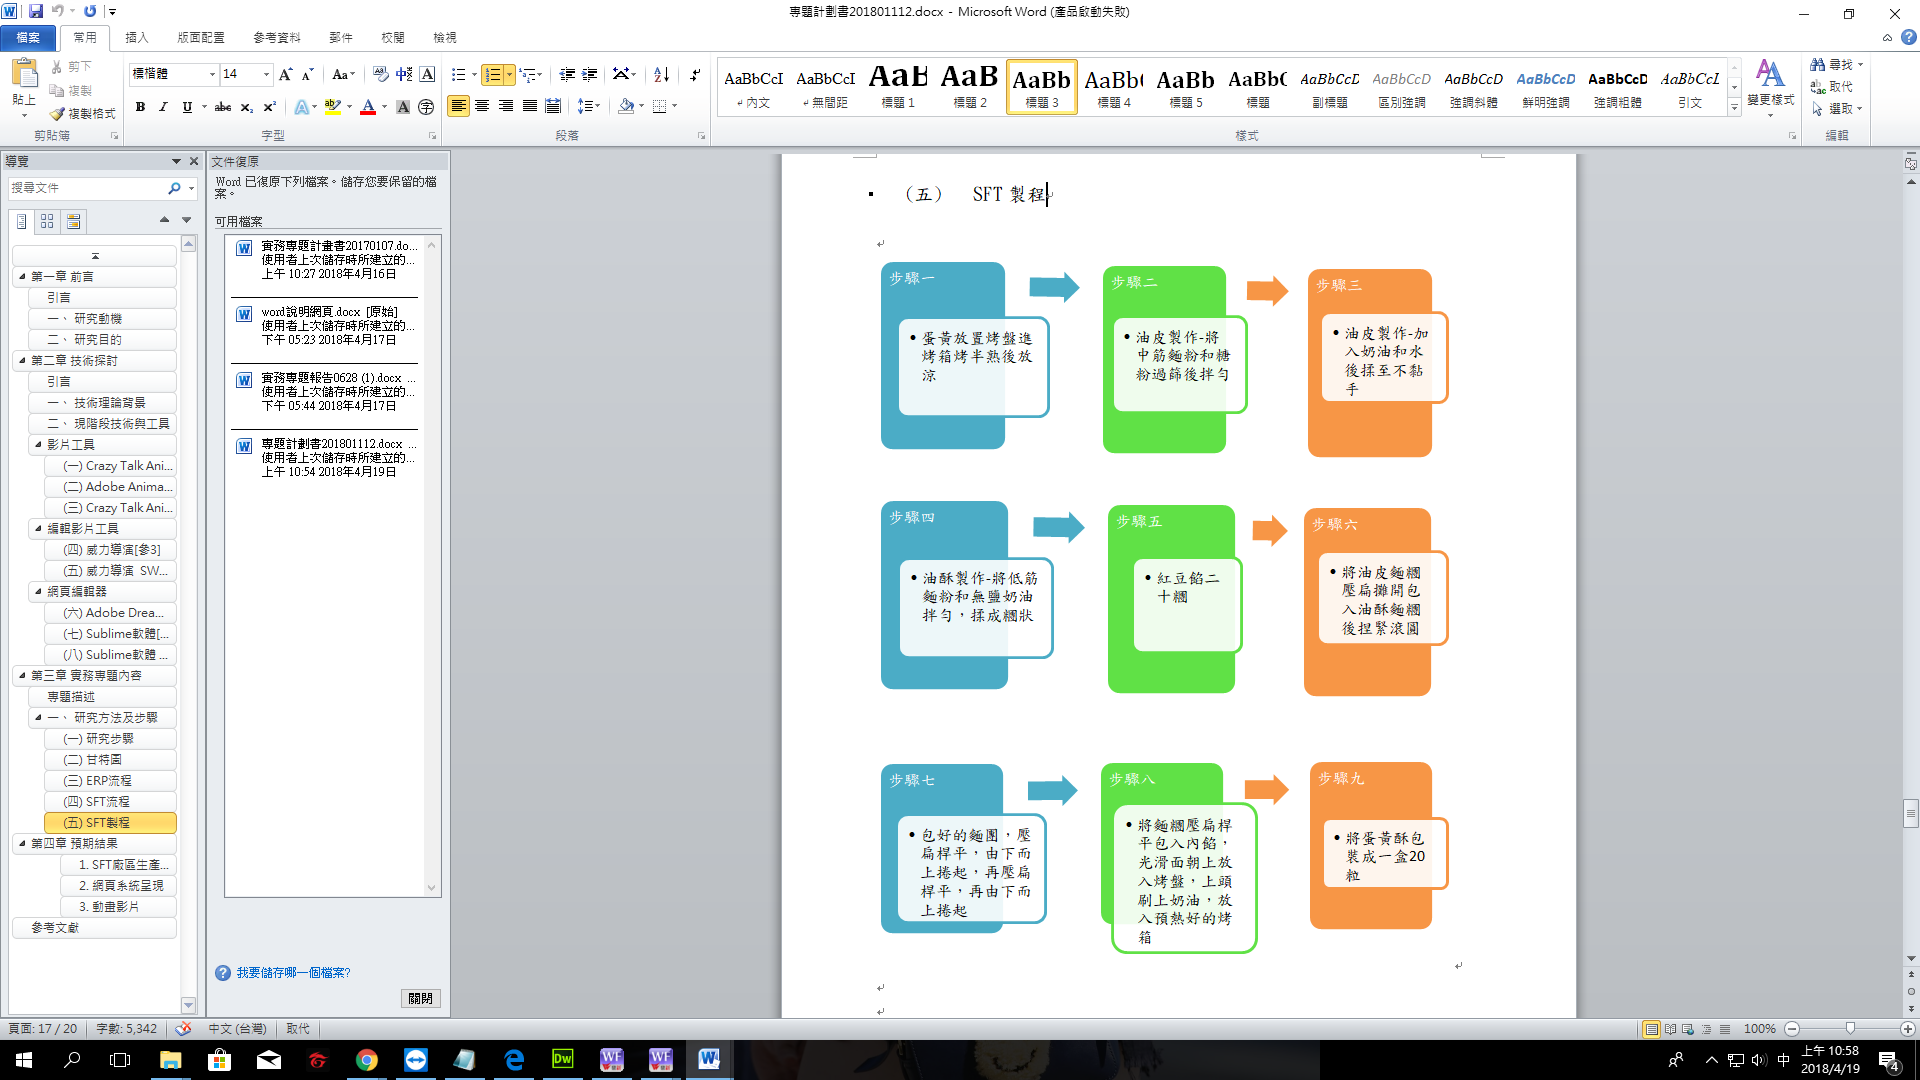 專題計劃書201801112.docx - Microsoft Word (產品啟動失敗)
檔案
常用
插入
版面配置
參考資料
郵件
校閱
檢視
貼上
剪下
複製
複製格式
剪貼簿
標楷體
14
字型
段落
AaBbCcI
內文
AaBbCcI
無間距
AaB
標題 1
AaB
標題 2
AaBb
標題 3
AaBb(
標題 4
AaBb
標題 5
AaBb(
標題
AaBbCcD
副標題
AaBbCcD
區別強調
AaBbCcD
強調斜體
AaBbCcD
鮮明強調
AaBbCcD
強調粗體
AaBbCcI
引文
變更樣式
樣式
尋找
取代
選取
編輯
導覽
搜尋文件
第一章 前言
引言
一、 研究動機
二、 研究目的
第二章 技術探討
引言
一、 技術理論背景
二、 現階段技術與工具
影片工具
(一) Crazy Talk Ani...
(二) Adobe Anima...
(三) Crazy Talk Ani...
編輯影片工具
(四) 威力導演[參3]
(五) 威力導演 SW...
網頁編輯器
(六) Adobe Drea...
(七) Sublime軟體[...
(八) Sublime軟體 ...
第三章 實務專題內容
專題描述
一、 研究方法及步驟
(一) 研究步驟
(二) 甘特圖
(三) ERP流程
(四) SFT流程
(五) SFT製程
第四章 預期結果
1. SFT廠區生產...
2. 網頁系統呈現
3. 動畫影片
參考文獻
文件復原
Word 已復原下列檔案。儲存您要保留的檔
案。
可用檔案
實務專題計畫書20170107.do...
使用者上次儲存時所建立的...
上午 10:27 2018年4月16日
word說明網頁.docx [原始]
使用者上次儲存時所建立的...
下午 05:23 2018年4月17日
實務專題報告0628 (1).docx ...
使用者上次儲存時所建立的...
下午 05:44 2018年4月17日
專題計劃書201801112.docx ...
使用者上次儲存時所建立的...
上午 10:54 2018年4月19日
我要儲存哪一個檔案?
關閉
（五） SFT 製程
步驟一
• 蛋黃放置烤盤進
烤箱烤半熟後放
涼
步驟二
• 油皮製作-將
中筋麵粉和糖
粉過篩後拌勻
步驟三
• 油皮製作-加
入奶油和水
後揉至不黏
手
步驟四
• 油酥製作-將低筋
麵粉和無鹽奶油
拌勻，揉成糰狀
步驟五
• 紅豆餡二
十糰
步驟六
• 將油皮麵糰
壓扁攤開包
入油酥麵糰
後捏緊滾圓
步驟七
• 包好的麵團，壓
扁桿平，由下而
上捲起，再壓扁
桿平，再由下而
上捲起
步驟八
• 將麵糰壓扁桿
平包入內餡，
光滑面朝上放
入烤盤，上頭
刷上奶油，放
入預熱好的烤
箱
步驟九
• 將蛋黃酥包
裝成一盒20
粒
頁面: 17 / 20
字數: 5,342
中文 (台灣)
取代
100%
中
上午 10:58
2018/4/19
4